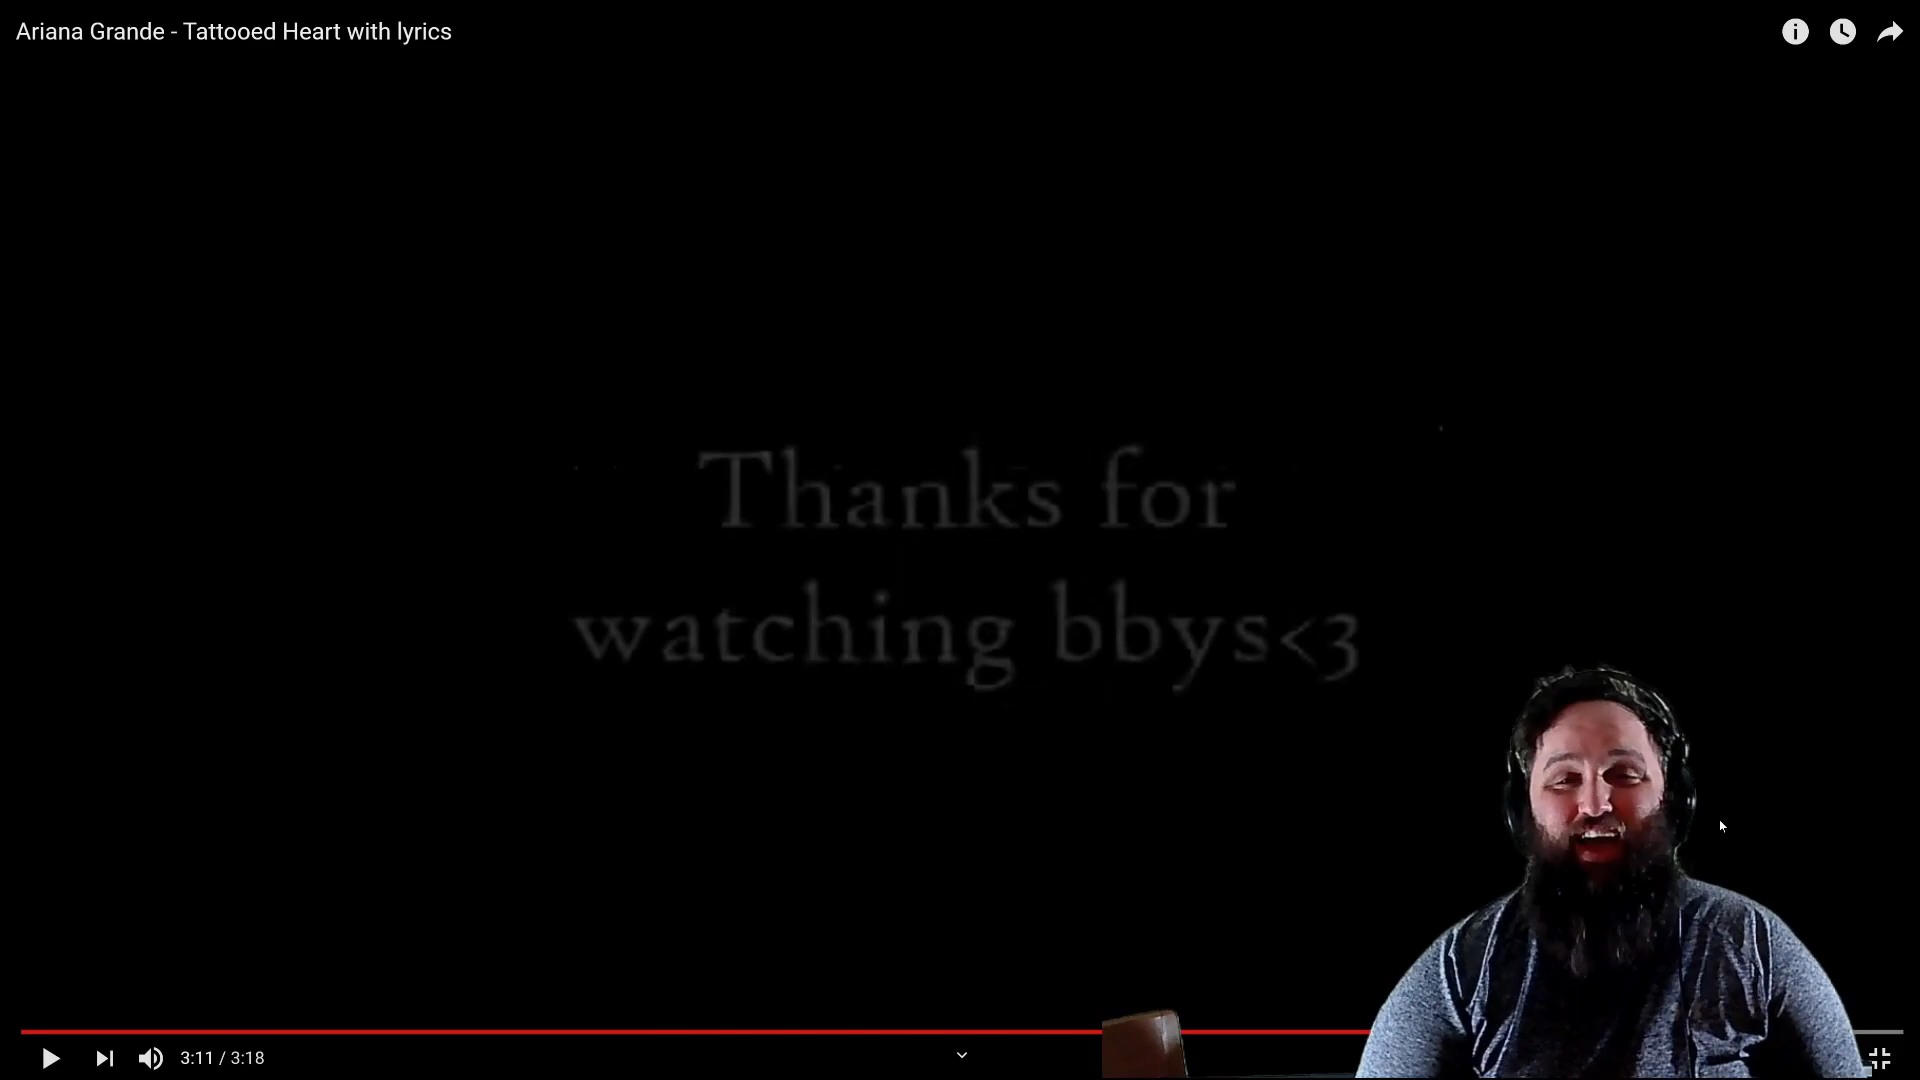 Ariana Grande - Tattooed Heart with lyrics
Thanks for
watching bbys<3
3:11 / 3:18